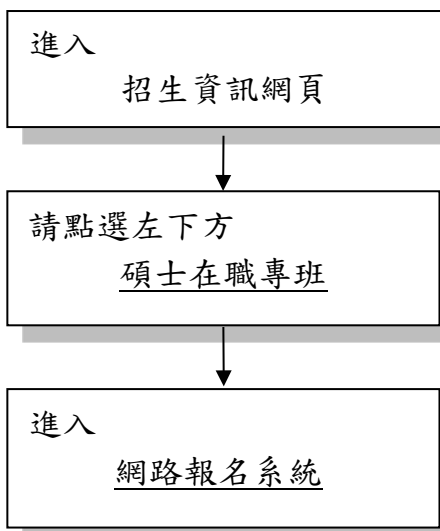 進入
招生資訊網頁
請點選左下方
碩士在職專班
進入
網路報名系統